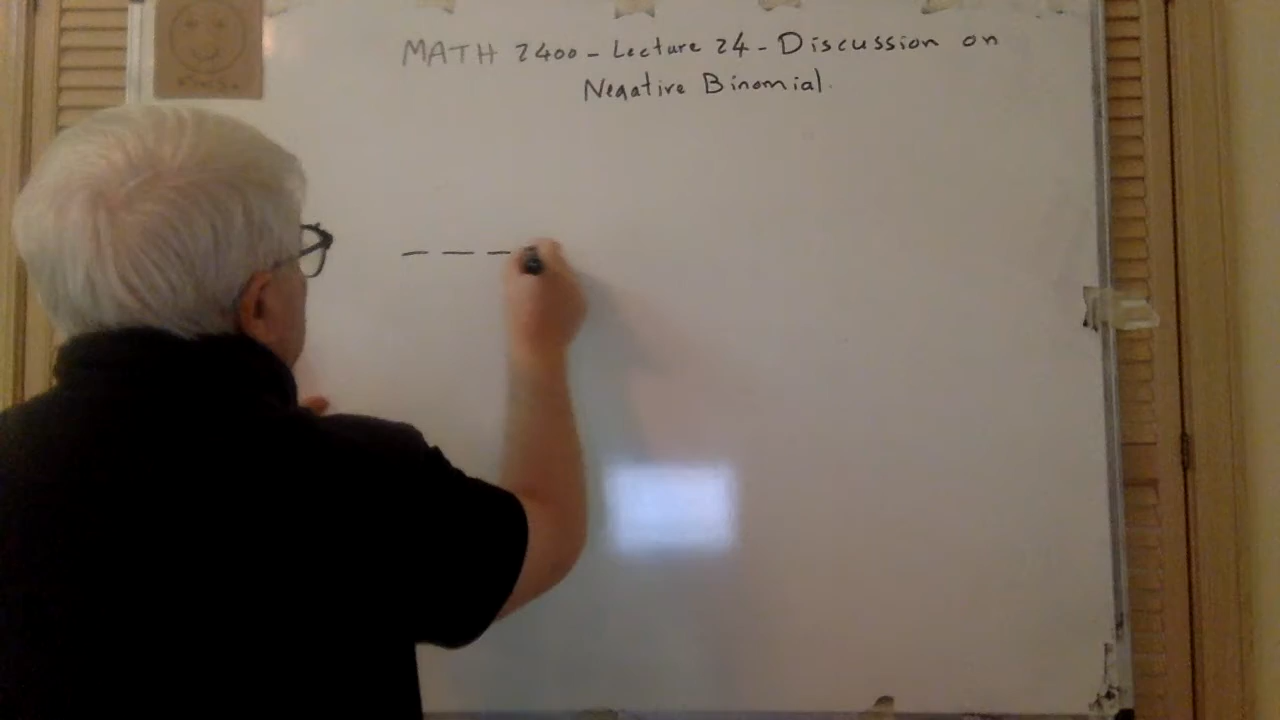 MATH 2400 - Lecture 24 - Discussion on
Negative Binomial.